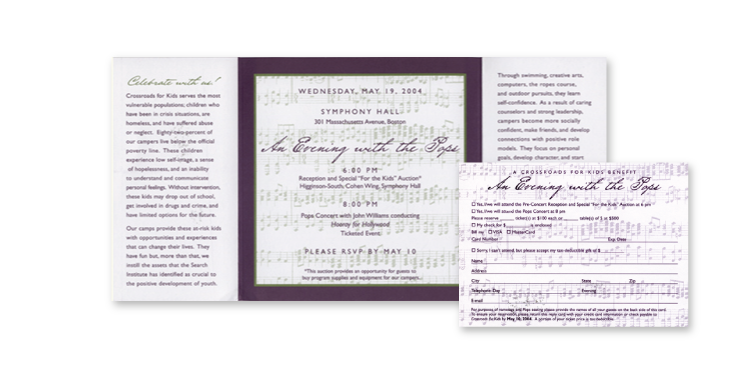 Celebrate with us!
Crossroads for Kids serves the most
vulnerable populations; children who
have been in crisis situations, are
homeless, and have suffered abuse
or neglect. Eighty-two-percent of
our campers live below the official
poverty line. These children
experience low self-image, a sense
of hopelessness, and an inability
to understand and communicate
personal feelings. Without intervention,
these kids may drop out of school,
get involved in drugs and crime, and
have limited options for the future.
Our camps provide these at-risk kids
with opportunities and experiences
that can change their lives. They
have fun but, more than that, we
instill the assets that the Search
Institute has identified as crucial to
the positive development of youth.
WEDNESDAY, MAY, 19, 2004
SYMPHONY HALL
301 Massachusetts Avenue, Boston
An Evening with the Pops
6:00 PM
Reception and Special "For the Kids" Auction*
Higginson-South, Cohen Wing, Symphony Hall
8:00 PM
Pops Concert with John Williams conducting
Hooray for Hollywood
Ticketed Event
PLEASE RSVP BY MAY 10
*This auction provides an opportunity for guests to
buy program supplies and equipment for our campers.
Through swimming, creative arts,
computers, the ropes course,
and outdoor pursuits, they learn
self-confidence. As a result of caring
counselors and strong leadership,
campers become more socially
confident, make friends, and develop
connections with positive role
models. They focus on personal
goals, develop character, and start
A CROSSROADS FOR KIDS BENEFIT
An Evening with the Pops
Yes, I/we will attend the Pre-Concert Reception and Special "For the Kids" Auction at 6 pm
Yes, I/we will attend the Pops Concert at 8 pm
Please reserve ticket(s) at $100 each or table(s) of 5 at $500
My check for $ is enclosed
Bill my VISA MasterCard
Card Number Exp. Date
Sorry, I can't attend, but please accept my tax-deductible gift of $
Name
Address
City State Zip
Telephone: Day Evening
E-mail
For purposes of nametags and Pops seating please provide the names of all your guests on the back side of this card.
To ensure your reservations, please return this reply card with your credit card information or check payable to
Crossroads for Kids by May 10, 2004. A portion of your ticket price is tax-deductible.